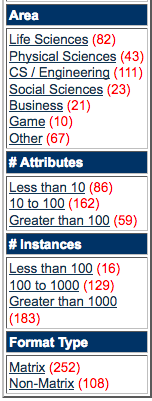 Area
Life Sciences (82)
Physical Sciences (43)
CS / Engineering (111)
Social Sciences (23)
Business (21)
Game (10)
Other (67)
# Attributes
Less than 10 (86)
10 to 100 (162)
Greater than 100 (59)
# Instances
Less than 100 (16)
100 to 1000 (129)
Greater than 1000
(183)
Format Type
Matrix (252)
Non-Matrix (108)